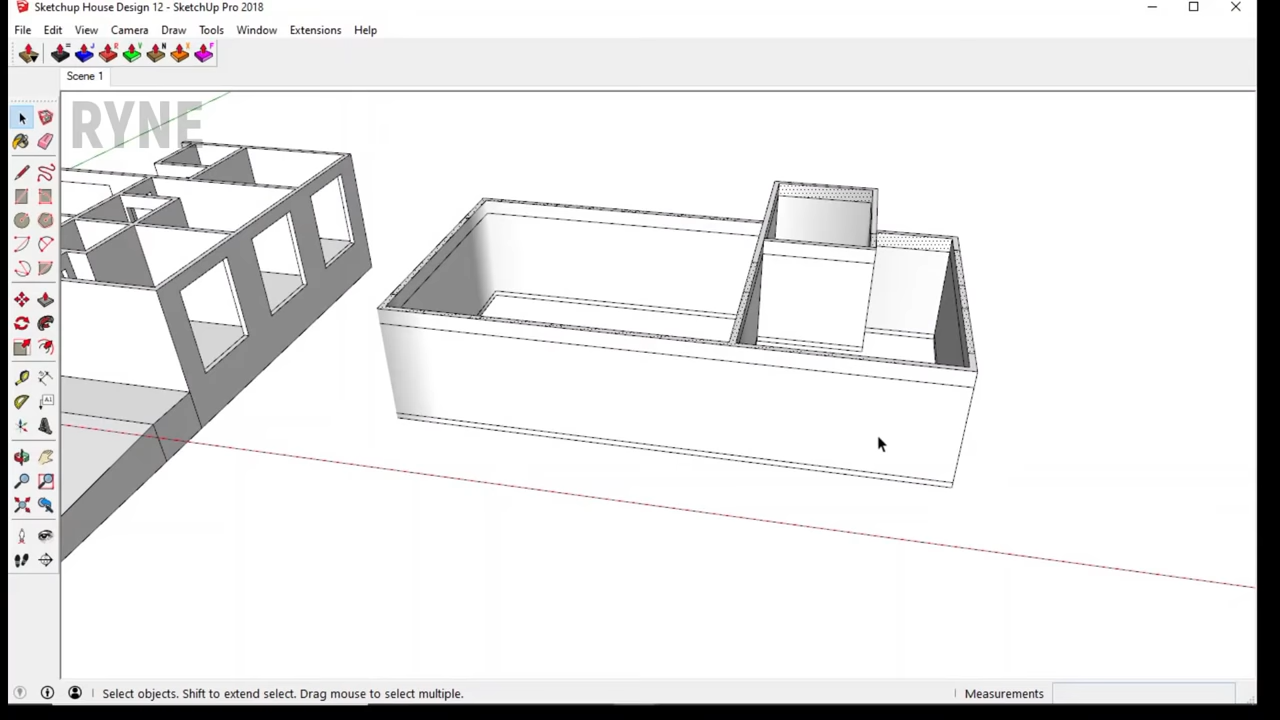 Sketchup House Design 12 - SketchUp Pro 2018
File Edit View Camera Draw Tools Window Extensions Help
= J R V N X F
Scene 1
RYNE
A1
Select objects. Shift to extend select. Drag mouse to select multiple.
Measurements